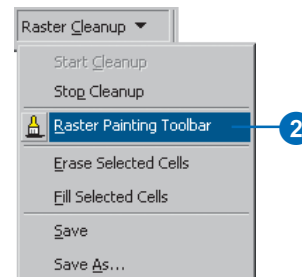 Raster Cleanup
Start Cleanup
Stop Cleanup
Raster Painting Toolbar
2
Erase Selected Cells
Fill Selected Cells
Save
Save As...